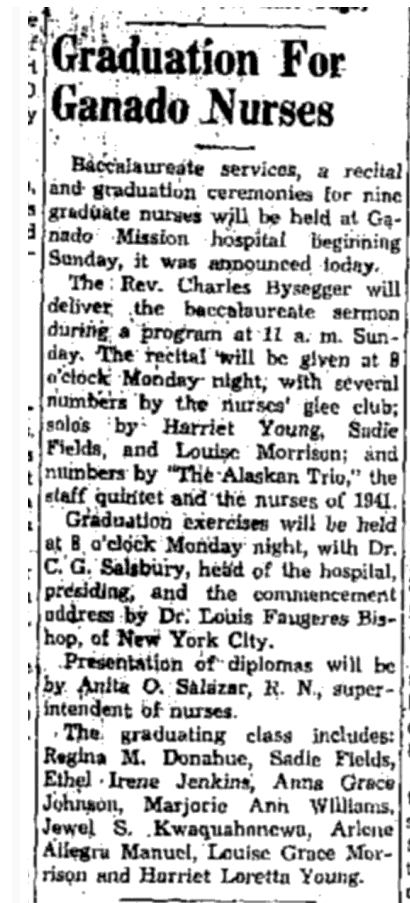 Graduation For
Ganado Nurses
Baccalaureate services, a recital
and graduation ceremonies for nine
graduate nurses will be held at Ga-
nado Mission hospital beginning
Sunday, it was announced today.
The Rev. Charles Bysegger will
deliver the baccalaureate sermon
during a program at 11 a. m. Sun-
day. The recital will be given at 8
o'clock Monday night, with several
numbers by the nurses' glee club;
solos by Harriet Young, Sadie
Fields, and Louise Morrison; and
numbers by "The Alaskan Trio," the
staff quintet and the nurses of 1941.
Graduation exercises will be held
at 8 o'clock Monday night, with Dr.
C. G. Salsbury, head of the hospital,
presiding, and the commencement
address by Dr. Louis Faugeres Bis-
hop, of New York City.
Presentation of diplomas will be
by Anita O. Salazar, R. N., super-
intendent of nurses.
The graduating class includes:
Regina M. Donahue, Sadie Fields,
Ethel Irene Jenkins, Anna Grace
Johnson, Marjorie Ann Williams,
Jewel S. Kwaquahonewa, Arlene
Allegra Manuel, Louise Grace Mor-
rison and Harriet Loretta Young.